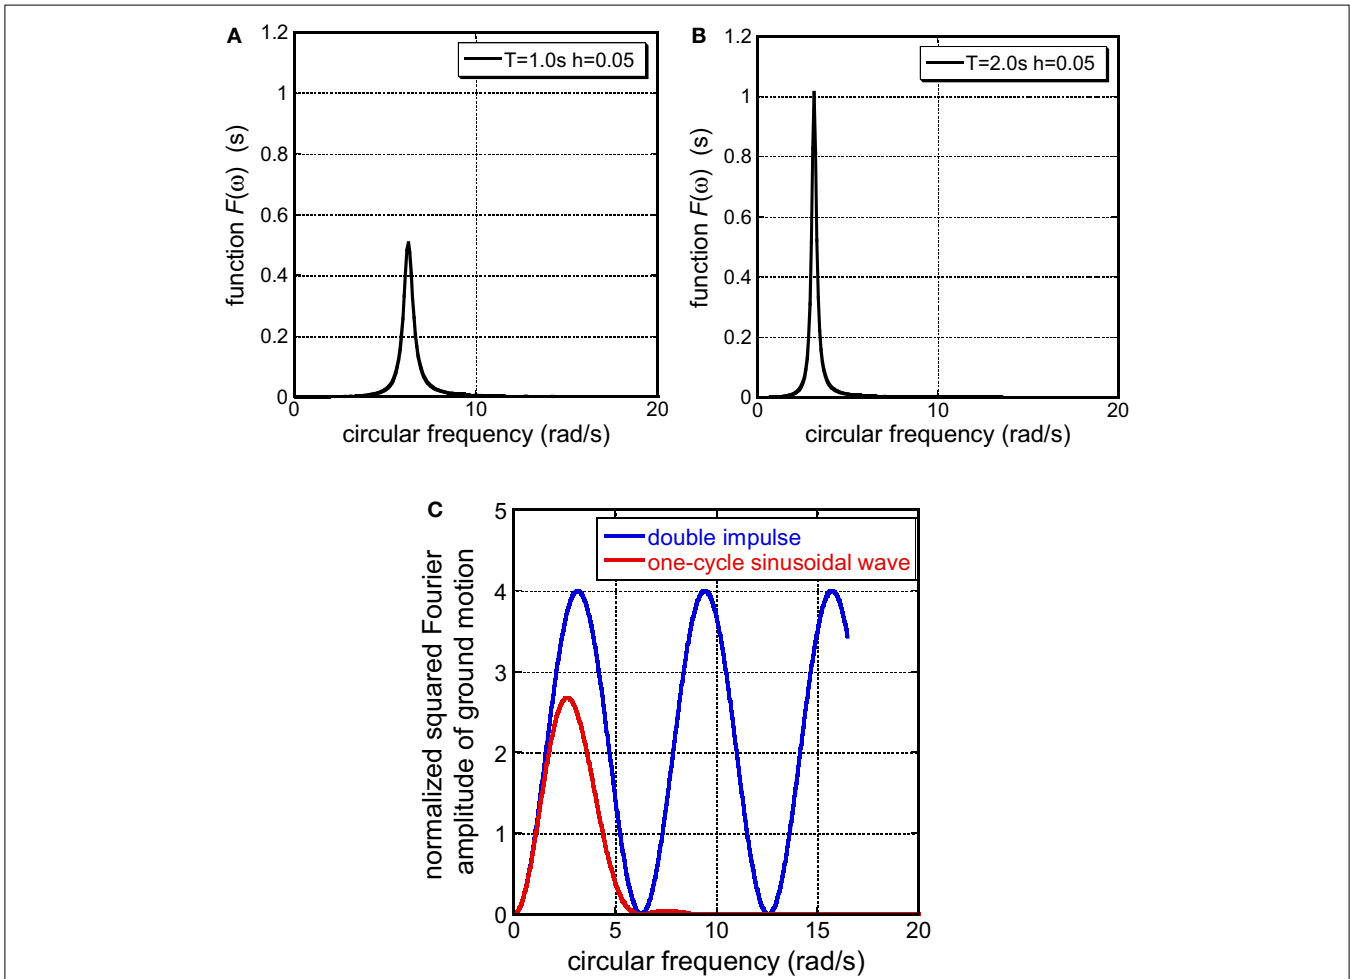 A
1.2
1
0.8
0.6
0.4
0.2
0
function F(ω) (s)
T=1.0s h=0.05
0
10
20
circular frequency (rad/s)
B
1.2
1
0.8
0.6
0.4
0.2
0
function F(ω) (s)
T=2.0s h=0.05
0
10
20
circular frequency (rad/s)
C
5
4
3
2
1
0
normalized squared Fourier
amplitude of ground motion
double impulse
one-cycle sinusoidal wave
0
5
10
15
20
circular frequency (rad/s)